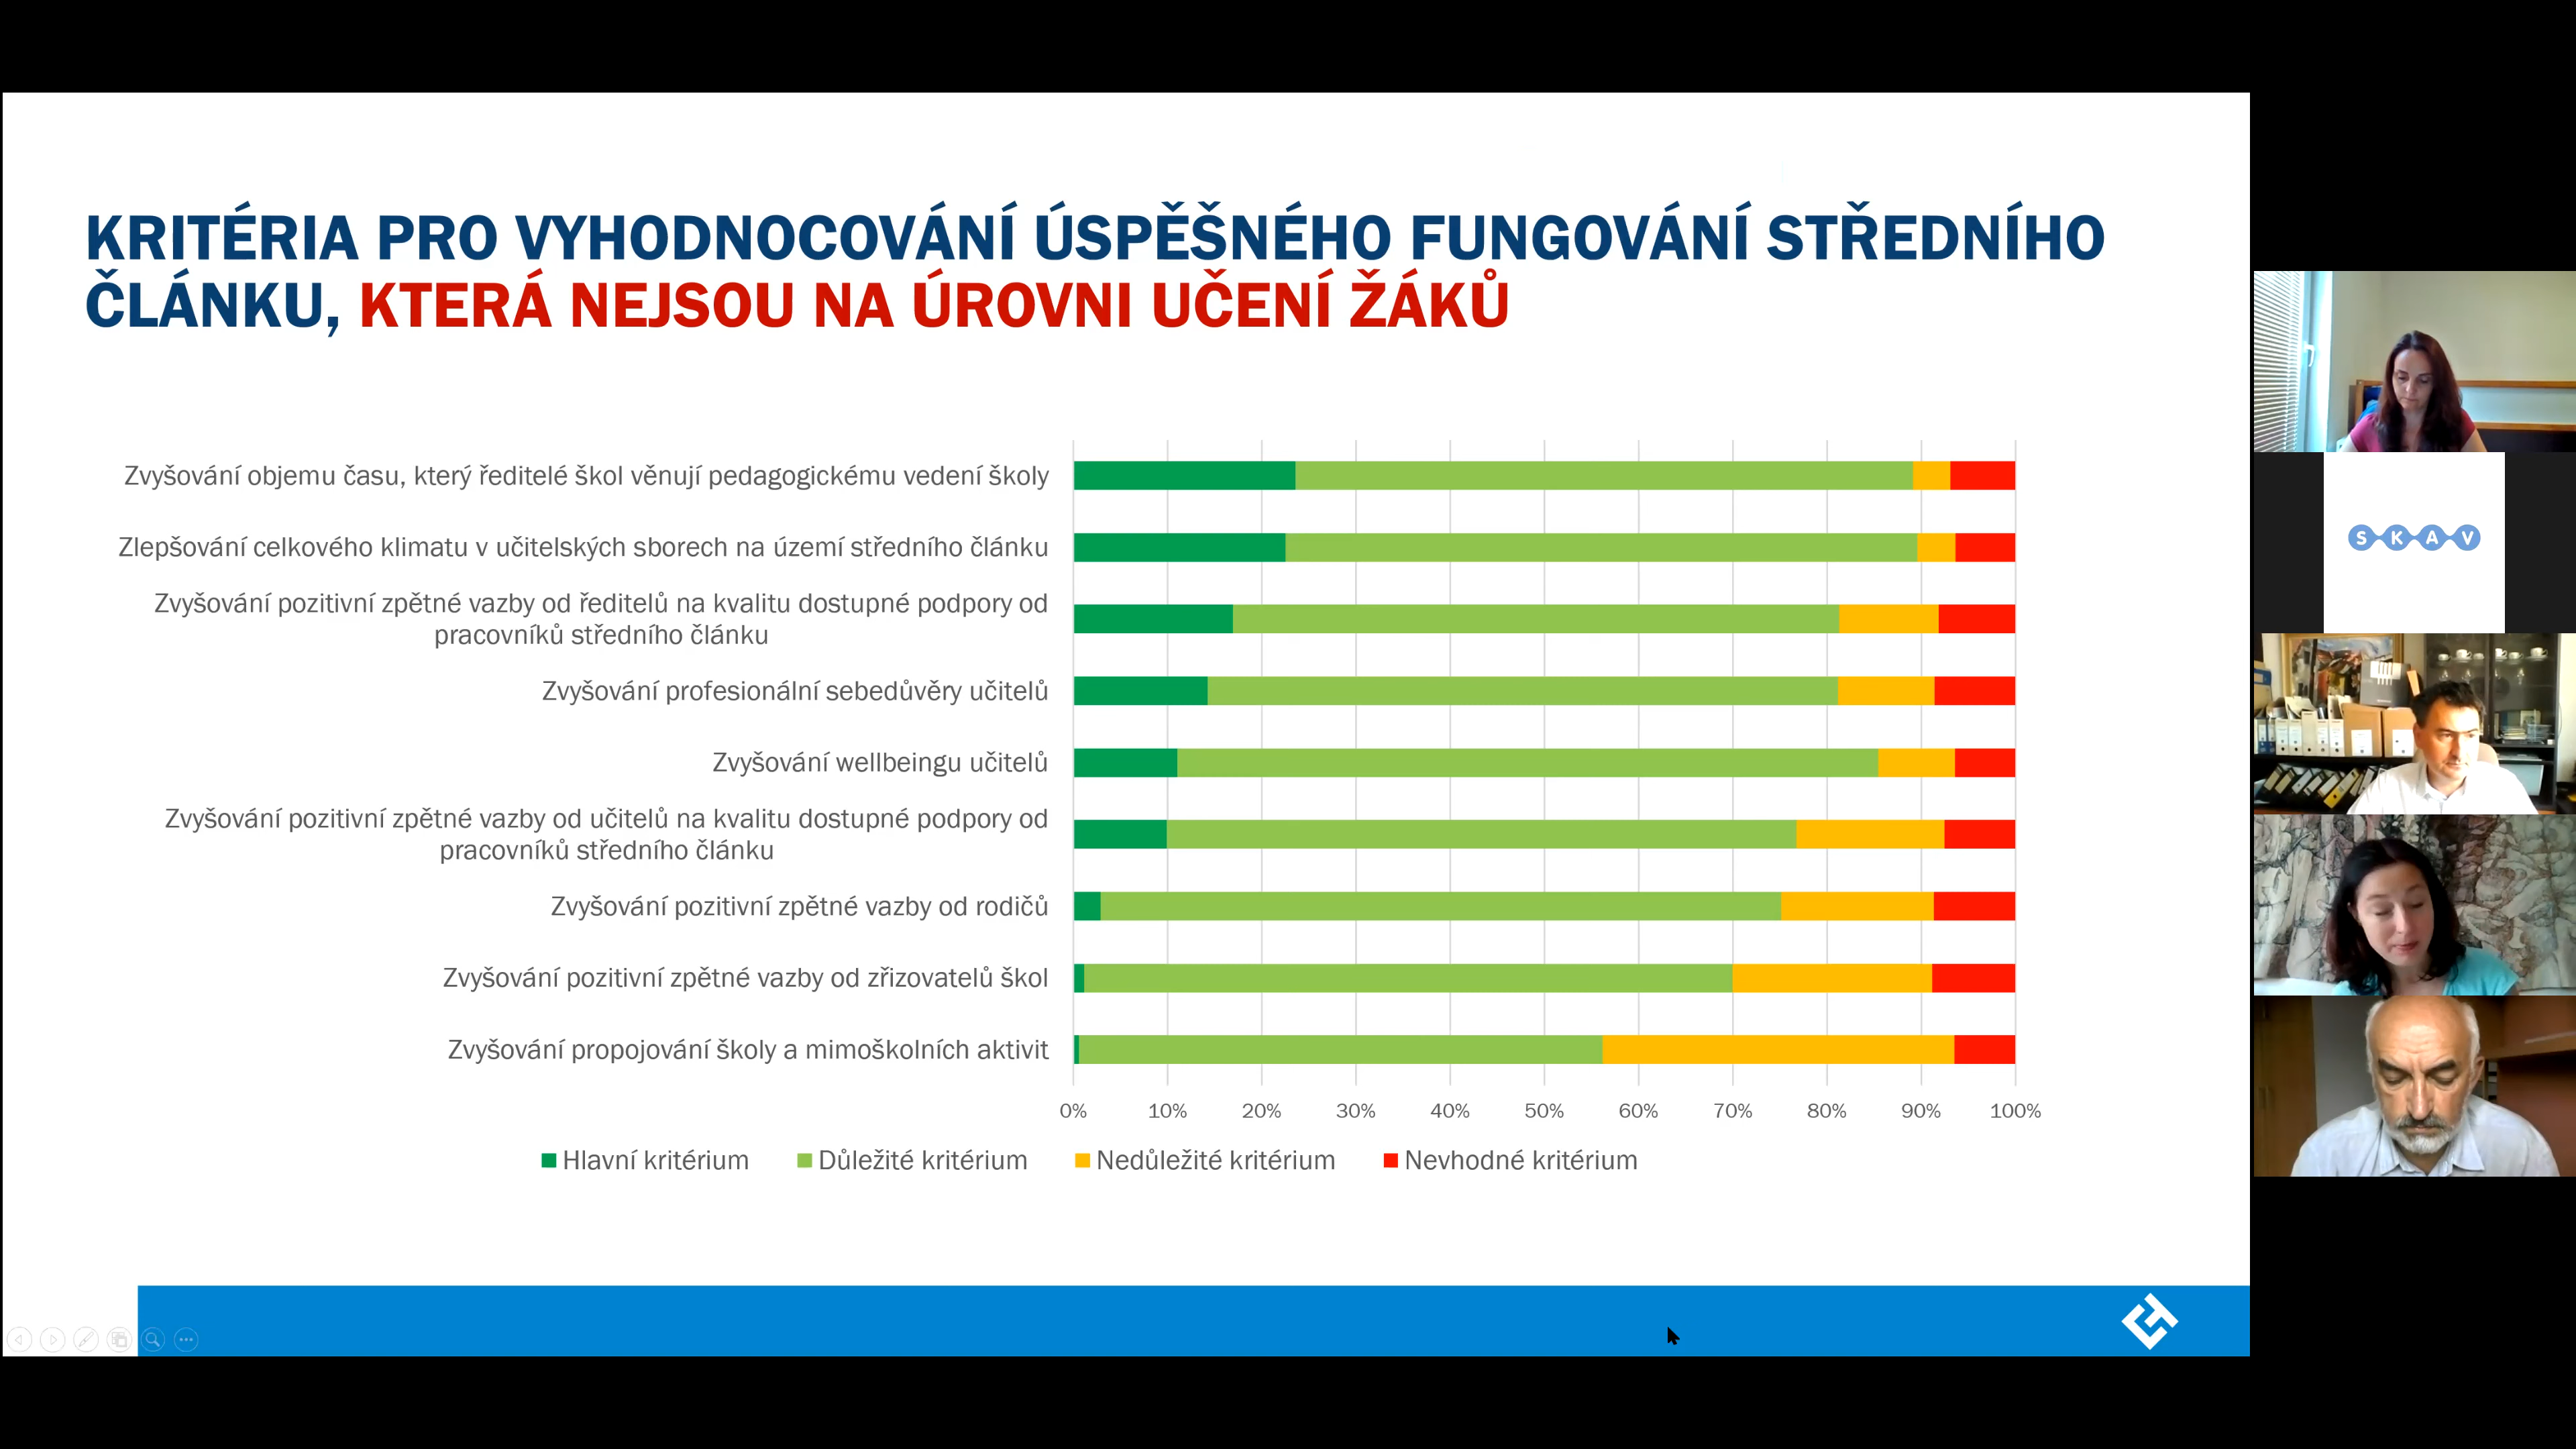 KRITÉRIA PRO VYHODNOCOVÁNÍ ÚSPĚŠNÉHO FUNGOVÁNÍ STŘEDNÍHO
ČLÁNKU, KTERÁ NEJSOU NA ÚROVNI UČENÍ ŽÁKŮ
Zvyšování objemu času, který ředitelé škol věnují pedagogickému vedení školy
Zlepšování celkového klimatu v učitelských sborech na území středního článku
Zvyšování pozitivní zpětné vazby od ředitelů na kvalitu dostupné podpory od
pracovníků středního článku
Zvyšování profesionální sebedůvěry učitelů
Zvyšování wellbeingu učitelů
Zvyšování pozitivní zpětné vazby od učitelů na kvalitu dostupné podpory od
pracovníků středního článku
Zvyšování pozitivní zpětné vazby od rodičů
Zvyšování pozitivní zpětné vazby od zřizovatelů škol
Zvyšování propojování školy a mimoškolních aktivit
0% 10% 20% 30% 40% 50% 60% 70% 80% 90% 100%
Hlavní kritérium Důležité kritérium Nedůležité kritérium Nevhodné kritérium
SKAV